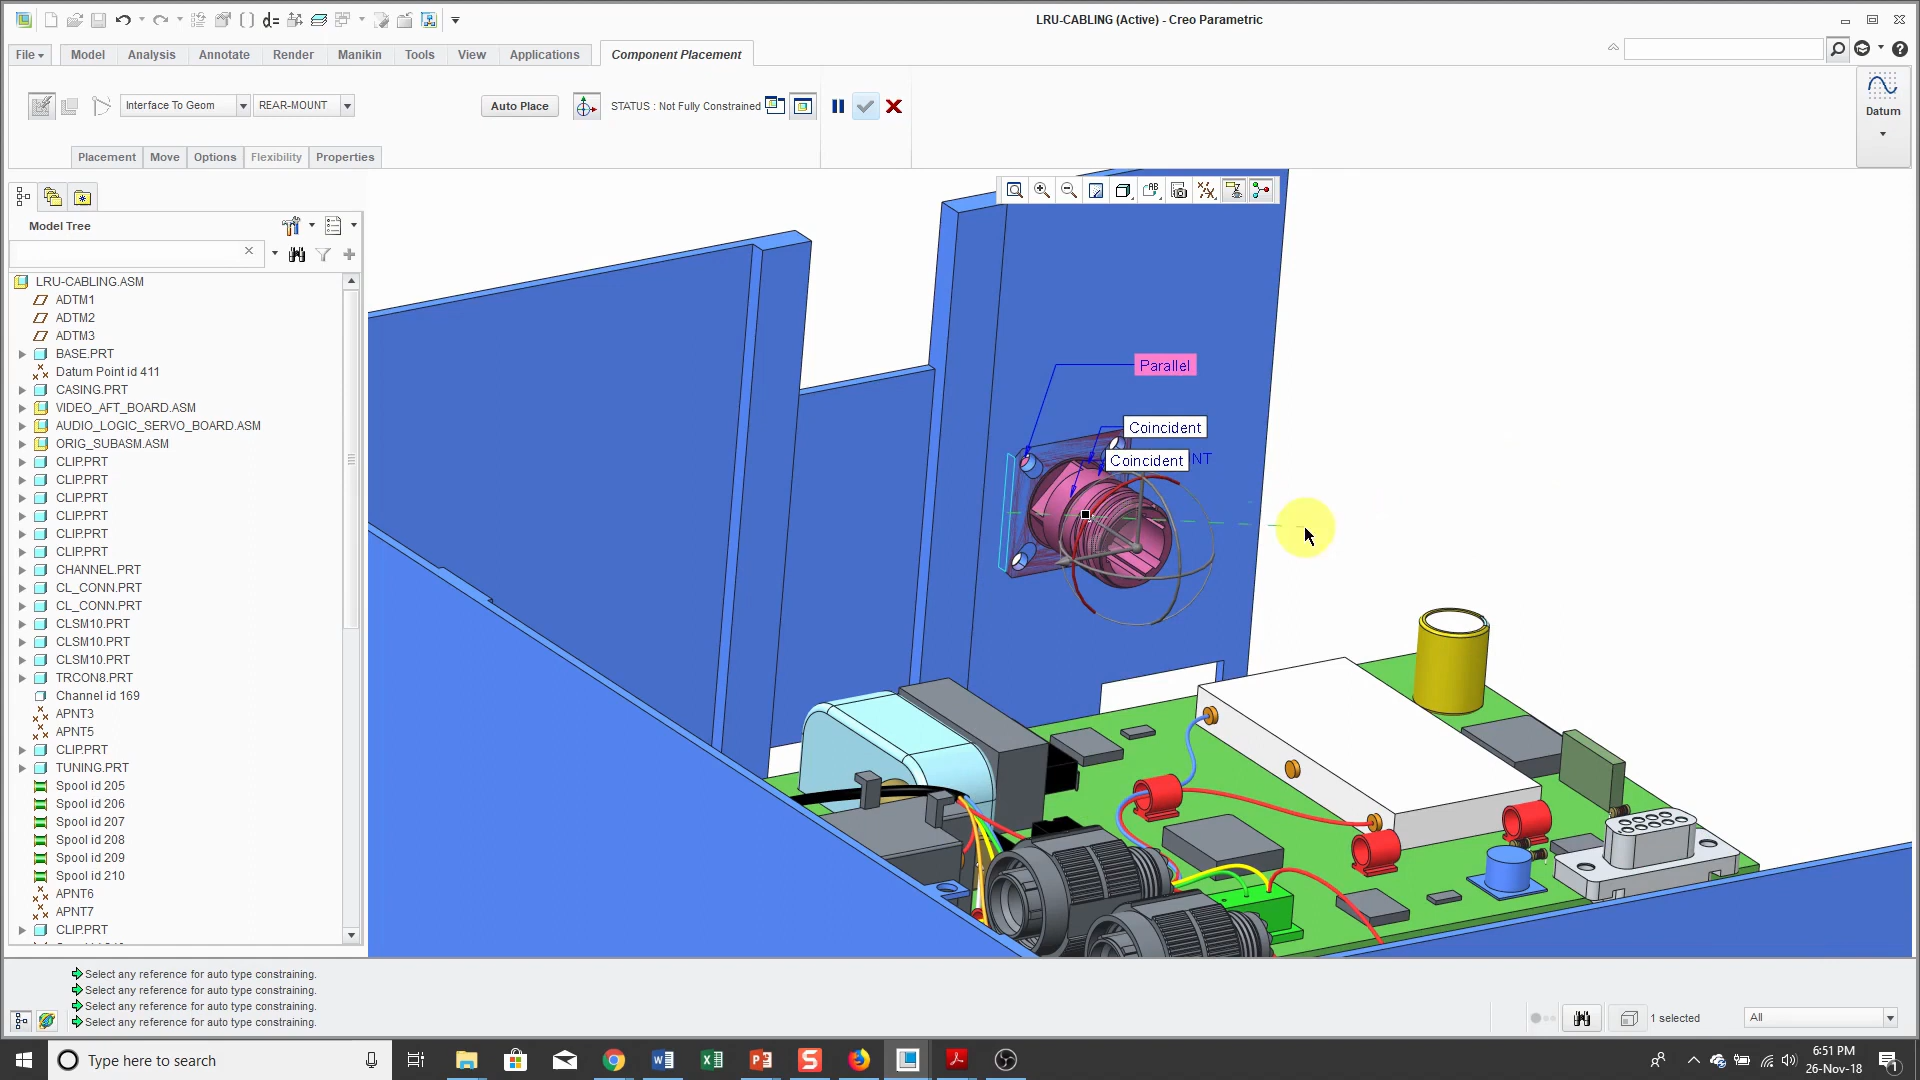 LRU-CABLING (Active) - Creo Parametric
File
Model
Analysis
Annotate
Render
Manikin
Tools
View
Applications
Component Placement
Interface To Geom
REAR-MOUNT
Auto Place
STATUS : Not Fully Constrained
Datum
Placement
Move
Options
Flexibility
Properties
Model Tree
LRU-CABLING.ASM
ADTM1
ADTM2
ADTM3
BASE.PRT
Datum Point id 411
CASING.PRT
VIDEO_AFT_BOARD.ASM
AUDIO_LOGIC_SERVO_BOARD.ASM
ORIG_SUBASM.ASM
CLIP.PRT
CLIP.PRT
CLIP.PRT
CLIP.PRT
CLIP.PRT
CLIP.PRT
CHANNEL.PRT
CL_CONN.PRT
CL_CONN.PRT
CLSM10.PRT
CLSM10.PRT
CLSM10.PRT
TRCON8.PRT
Channel id 169
APNT3
APNT5
CLIP.PRT
TUNING.PRT
Spool id 205
Spool id 206
Spool id 207
Spool id 208
Spool id 209
Spool id 210
APNT6
APNT7
CLIP.PRT
Parallel
Coincident
Coincident NT
Select any reference for auto type constraining.
Select any reference for auto type constraining.
Select any reference for auto type constraining.
Select any reference for auto type constraining.
1 selected
All
Type here to search
6:51 PM
26-Nov-18